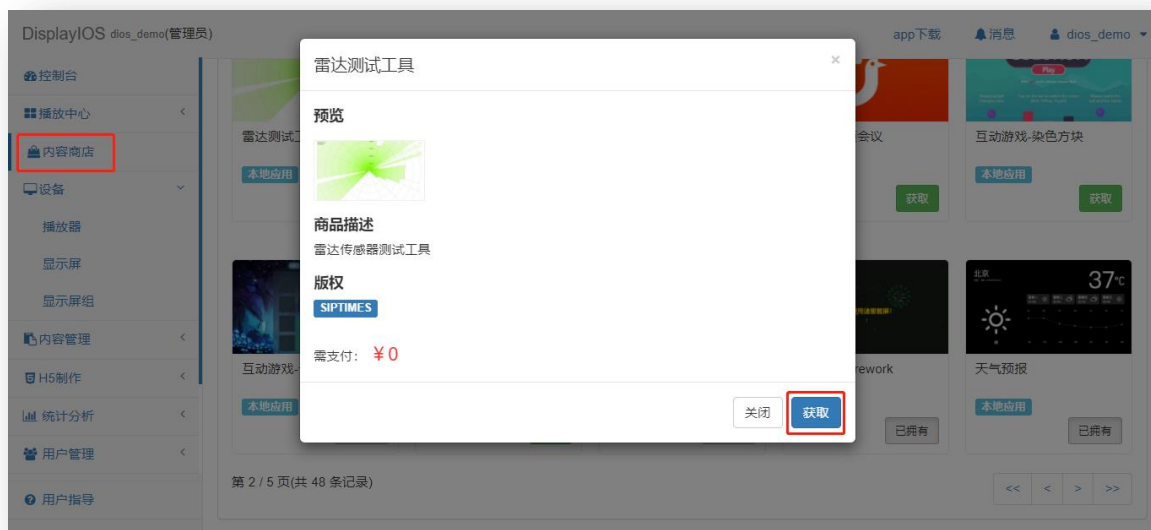 DisplayIOS dios_demo(管理员)
app下载
消息
dios_demo
控制台
播放中心
内容商店
设备
播放器
显示屏
显示屏组
内容管理
H5制作
统计分析
用户管理
用户指导
雷达测试工具
×
预览
商品描述
雷达传感器测试工具
版权
SIPTIMES
需支付: ¥0
关闭
获取
雷达测试工
本地应用
会议
获取
Play
互动游戏-染色方块
本地应用
获取
互动游戏-
本地应用
rework
已拥有
北京
37℃
天气预报
本地应用
已拥有
第 2 / 5 页(共 48 条记录)
<< < > >>